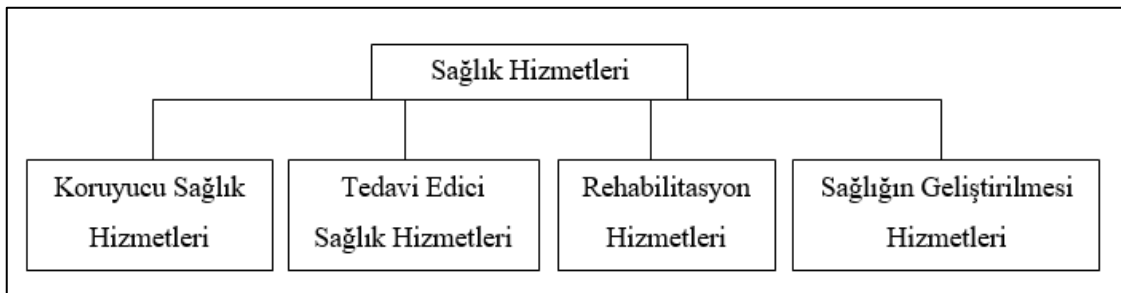 Sağlık Hizmetleri
Koruyucu Sağlık
Hizmetleri
Tedavi Edici
Sağlık Hizmetleri
Rehabilitasyon
Hizmetleri
Sağlığın Geliştirilmesi
Hizmetleri